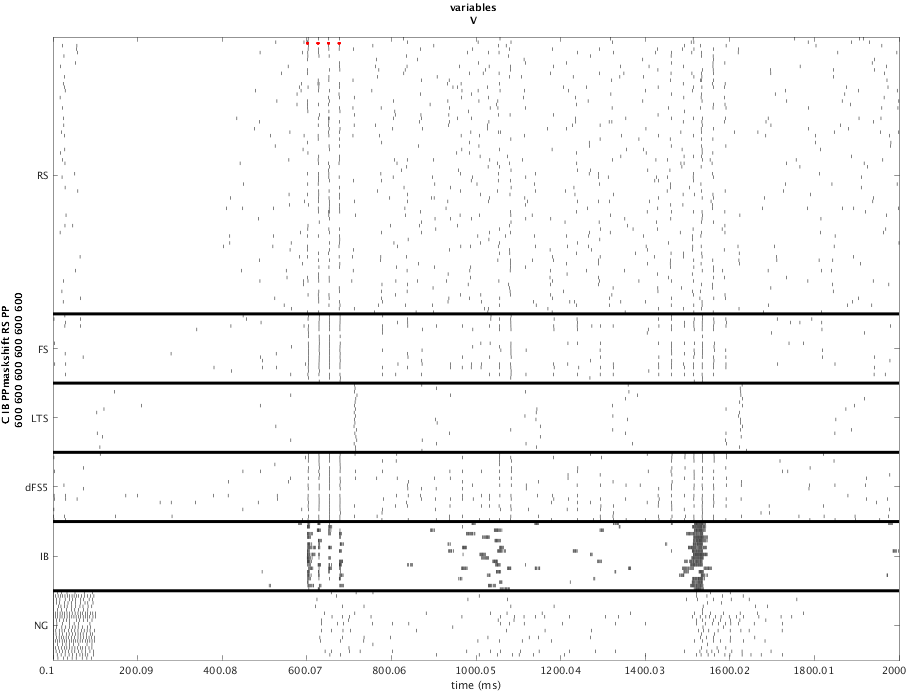 variables
V
C IB PPmaskshift RS PP
600 600 600 600 600 600 600
RS
FS
LTS
dFS5
IB
NG
0.1 200.09 400.08 600.07 800.06 1000.05 1200.04 1400.03 1600.02 1800.01 2000
time (ms)